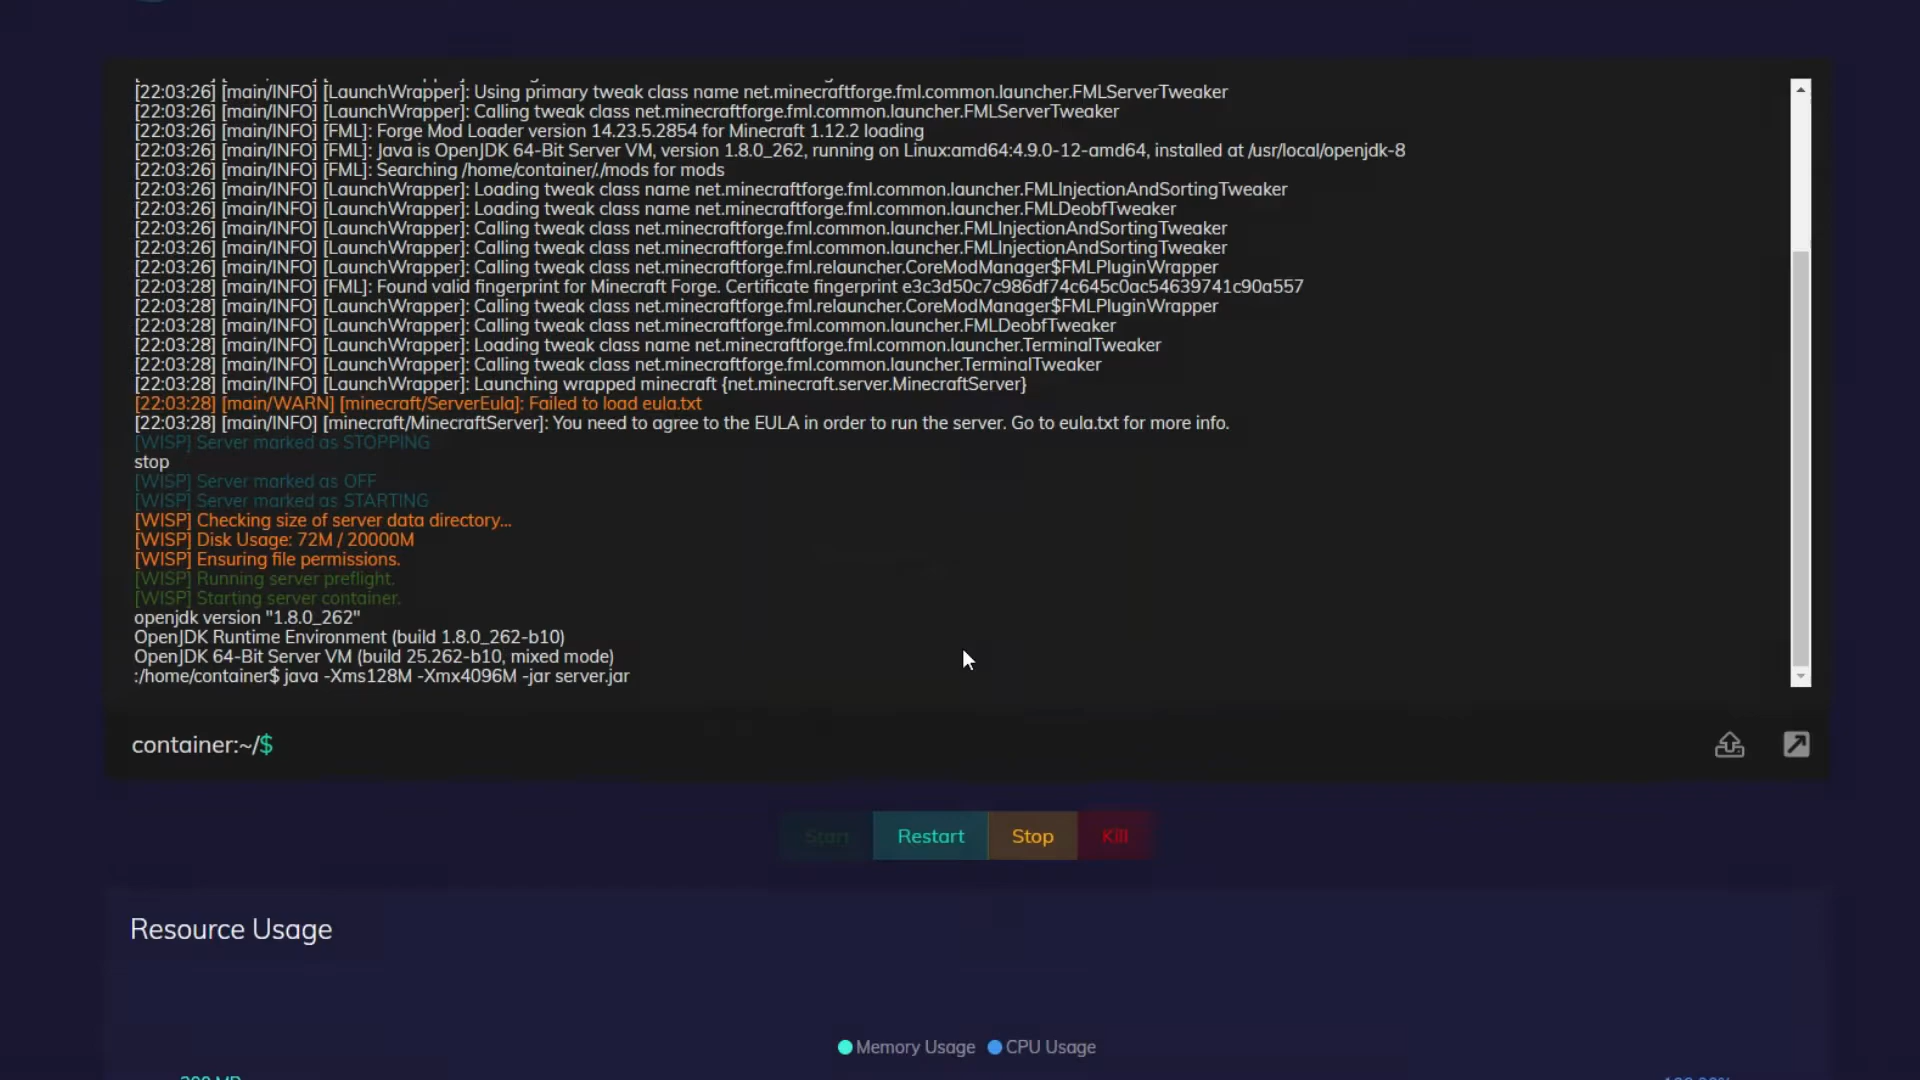 [22:03:26] [main/INFO] [LaunchWrapper]: Using primary tweak class name net.minecraftforge.fml.common.launcher.FMLServerTweaker
[22:03:26] [main/INFO] [LaunchWrapper]: Calling tweak class net.minecraftforge.fml.common.launcher.FMLServerTweaker
[22:03:26] [main/INFO] [FML]: Forge Mod Loader version 14.23.5.2854 for Minecraft 1.12.2 loading
[22:03:26] [main/INFO] [FML]: Java is OpenJDK 64-Bit Server VM, version 1.8.0_262, running on Linux:amd64:4.9.0-12-amd64, installed at /usr/local/openjdk-8
[22:03:26] [main/INFO] [FML]: Searching /home/container/./mods for mods
[22:03:26] [main/INFO] [LaunchWrapper]: Loading tweak class name net.minecraftforge.fml.common.launcher.FMLInjectionAndSortingTweaker
[22:03:26] [main/INFO] [LaunchWrapper]: Loading tweak class name net.minecraftforge.fml.common.launcher.FMLDeobfTweaker
[22:03:26] [main/INFO] [LaunchWrapper]: Calling tweak class net.minecraftforge.fml.common.launcher.FMLInjectionAndSortingTweaker
[22:03:26] [main/INFO] [LaunchWrapper]: Calling tweak class net.minecraftforge.fml.common.launcher.FMLInjectionAndSortingTweaker
[22:03:26] [main/INFO] [LaunchWrapper]: Calling tweak class net.minecraftforge.fml.relauncher.CoreModManager$FMLPluginWrapper
[22:03:28] [main/INFO] [FML]: Found valid fingerprint for Minecraft Forge. Certificate fingerprint e3c3d50c7c986df74c645c0ac54639741c90a557
[22:03:28] [main/INFO] [LaunchWrapper]: Calling tweak class net.minecraftforge.fml.relauncher.CoreModManager$FMLPluginWrapper
[22:03:28] [main/INFO] [LaunchWrapper]: Calling tweak class net.minecraftforge.fml.common.launcher.FMLDeobfTweaker
[22:03:28] [main/INFO] [LaunchWrapper]: Loading tweak class name net.minecraftforge.fml.common.launcher.TerminalTweaker
[22:03:28] [main/INFO] [LaunchWrapper]: Calling tweak class net.minecraftforge.fml.common.launcher.TerminalTweaker
[22:03:28] [main/INFO] [LaunchWrapper]: Launching wrapped minecraft {net.minecraft.server.MinecraftServer}
[22:03:28] [main/WARN] [minecraft/ServerEula]: Failed to load eula.txt
[22:03:28] [main/INFO] [minecraft/MinecraftServer]: You need to agree to the EULA in order to run the server. Go to eula.txt for more info.
[WISP] Server marked as STOPPING
stop
[WISP] Server marked as OFF
[WISP] Server marked as STARTING
[WISP] Checking size of server data directory...
[WISP] Disk Usage: 72M / 20000M
[WISP] Ensuring file permissions.
[WISP] Running server preflight.
[WISP] Starting server container.
openjdk version "1.8.0_262"
OpenJDK Runtime Environment (build 1.8.0_262-b10)
OpenJDK 64-Bit Server VM (build 25.262-b10, mixed mode)
:/home/container$ java -Xms128M -Xmx4096M -jar server.jar
container:~/$
Start Restart Stop Kill
Resource Usage
Memory Usage CPU Usage